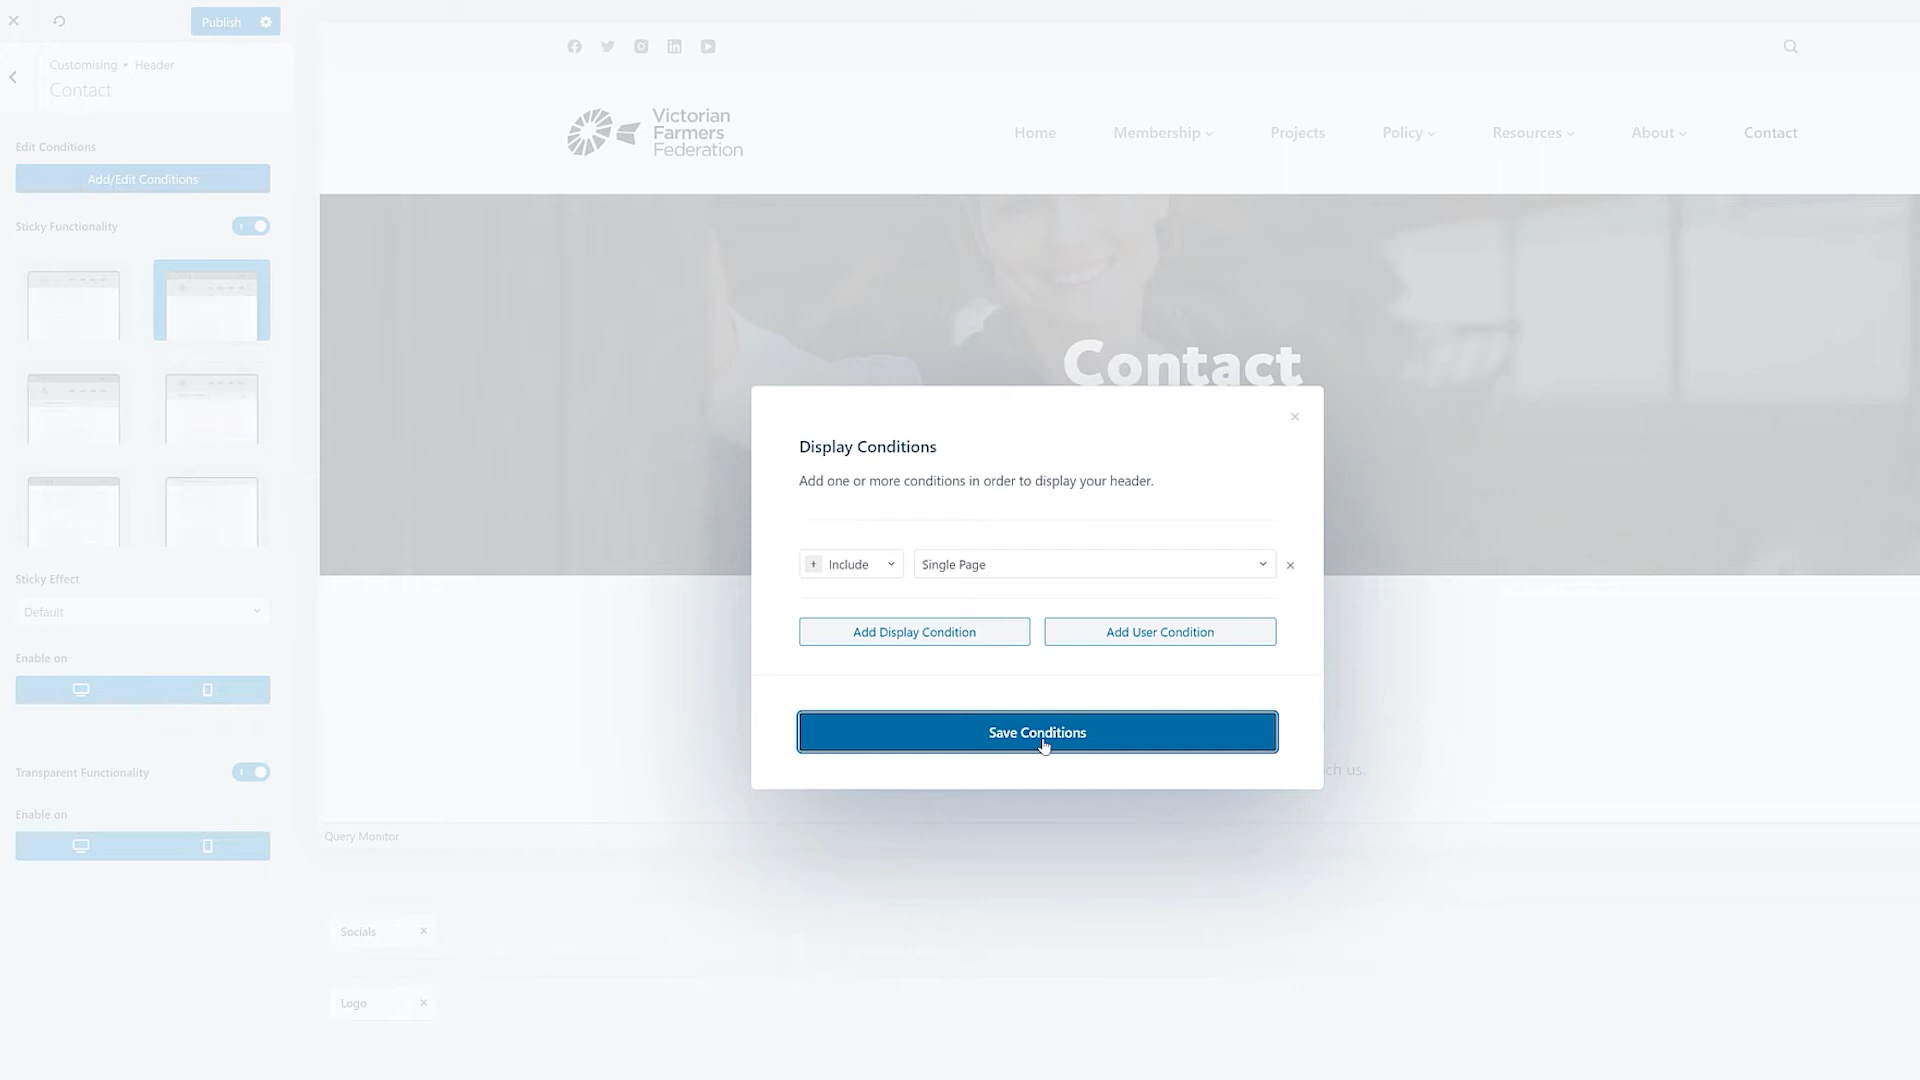 Publish
Customising • Header
Contact
Edit Conditions
Add/Edit Conditions
Sticky Functionality
Sticky Effect
Default
Enable on
Transparent Functionality
Enable on
Victorian
Farmers
Federation
Home
Membership
Projects
Policy
Resources
About
Contact
Contact
Display Conditions
Add one or more conditions in order to display your header.
Include
Single Page
Add Display Condition
Add User Condition
Save Conditions
ch us.
Query Monitor
Socials
Logo